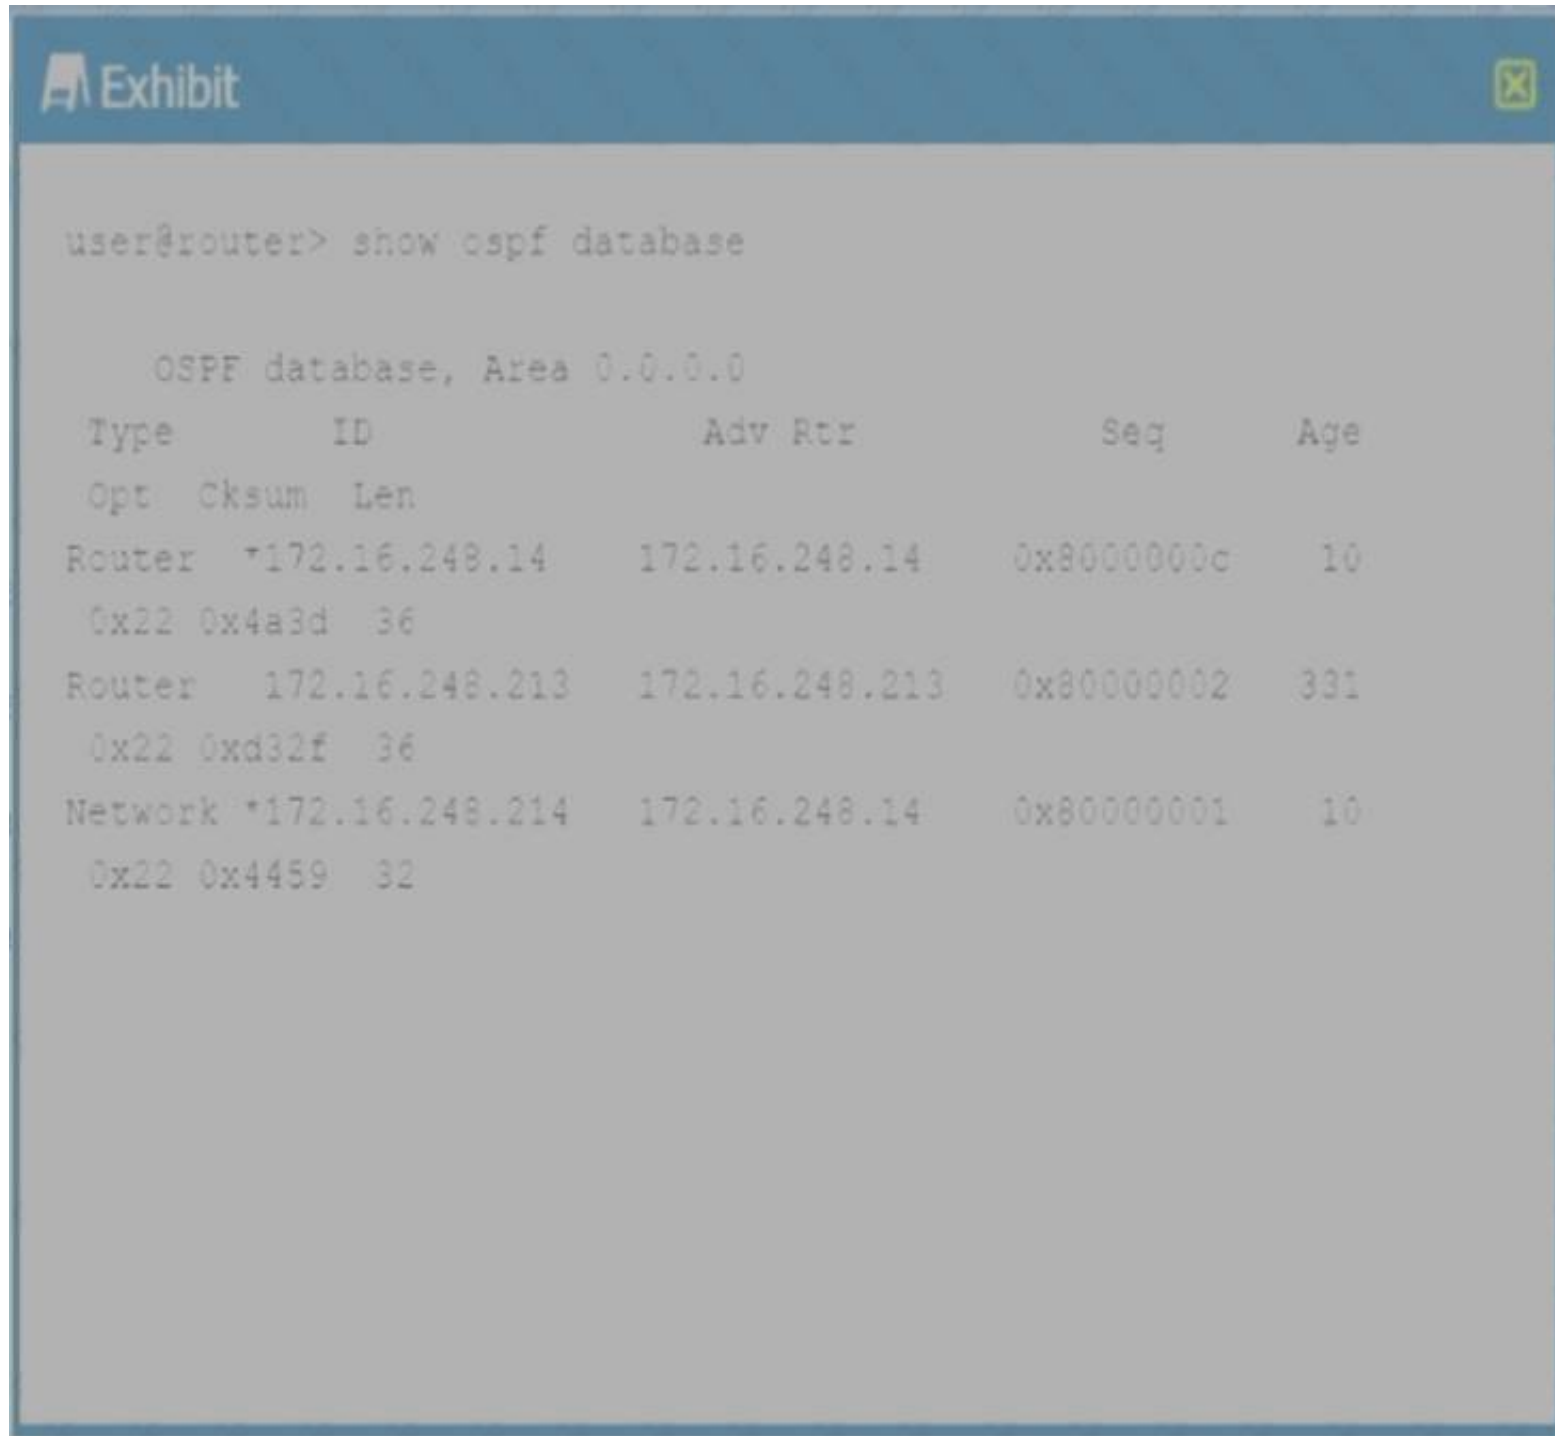 Exhibit
user@router> show ospf database
OSPF database, Area 0.0.0.0
Type ID Adv Rtr Seq Age
Opt Cksum Len
Router *172.16.248.14 172.16.248.14 0x8000000c 10
0x22 0x4a3d 36
Router 172.16.248.213 172.16.248.213 0x80000002 331
0x22 0xd32f 36
Network *172.16.248.214 172.16.248.14 0x80000001 10
0x22 0x4459 32